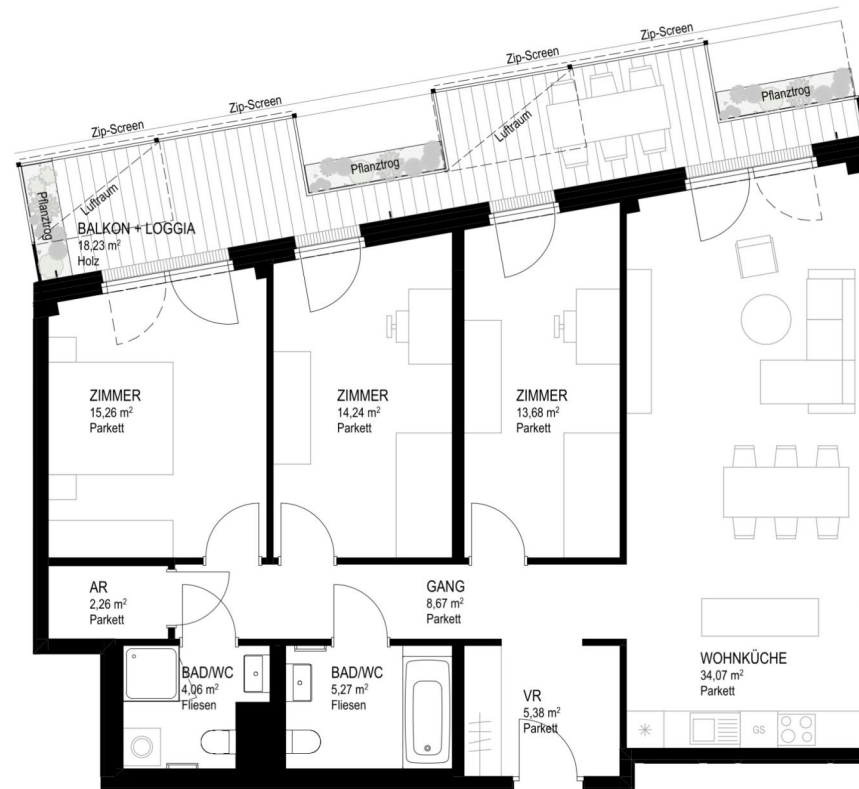 Zip-Screen
Zip-Screen
Zip-Screen
Zip-Screen
Pflanztrog
Luftraum
Pflanztrog
Luftraum
Pflanztrog
BALKON + LOGGIA
18,23 m²
Holz
ZIMMER
15,26 m²
Parkett
ZIMMER
14,24 m²
Parkett
ZIMMER
13,68 m²
Parkett
AR
2,26 m²
Parkett
GANG
8,67 m²
Parkett
BAD/WC
4,06 m²
Fliesen
BAD/WC
5,27 m²
Fliesen
VR
5,38 m²
Parkett
WOHNKÜCHE
34,07 m²
Parkett
GS